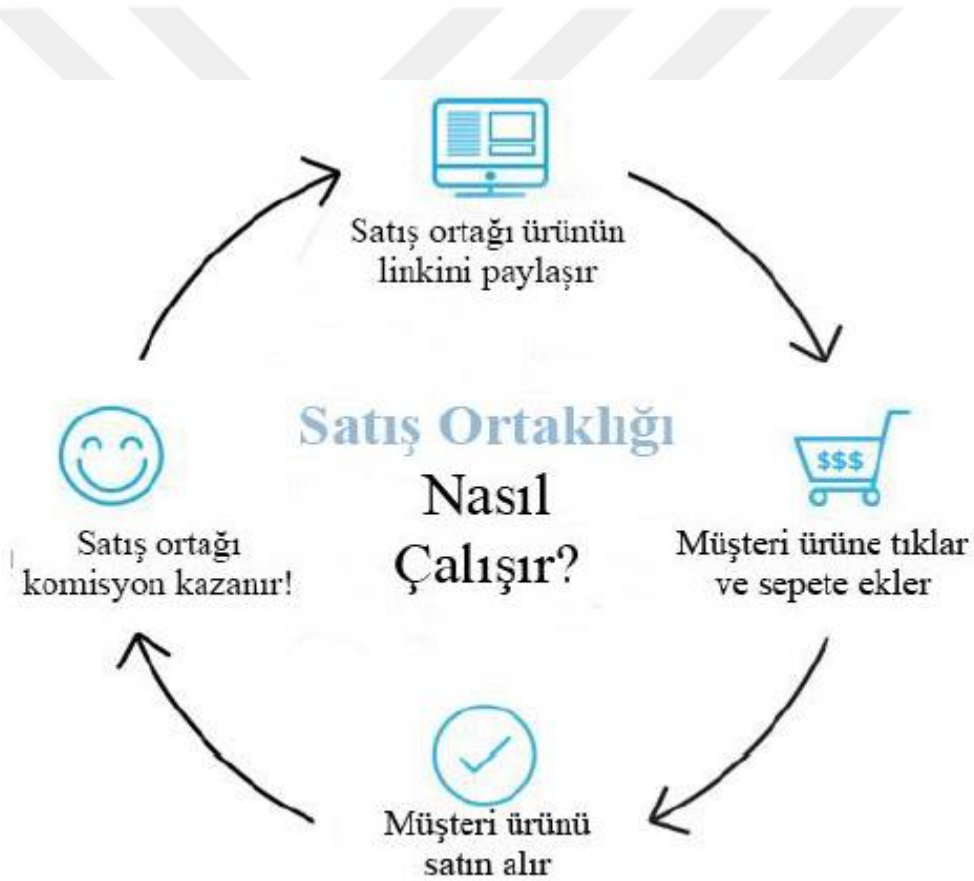 Satış ortağı ürünün
linkini paylaşır
Satış Ortaklığı
Nasıl
Çalışır?
$$$
Müşteri ürüne tıklar
ve sepete ekler
Müşteri ürünü
satın alır
Satış ortağı
komisyon kazanır!